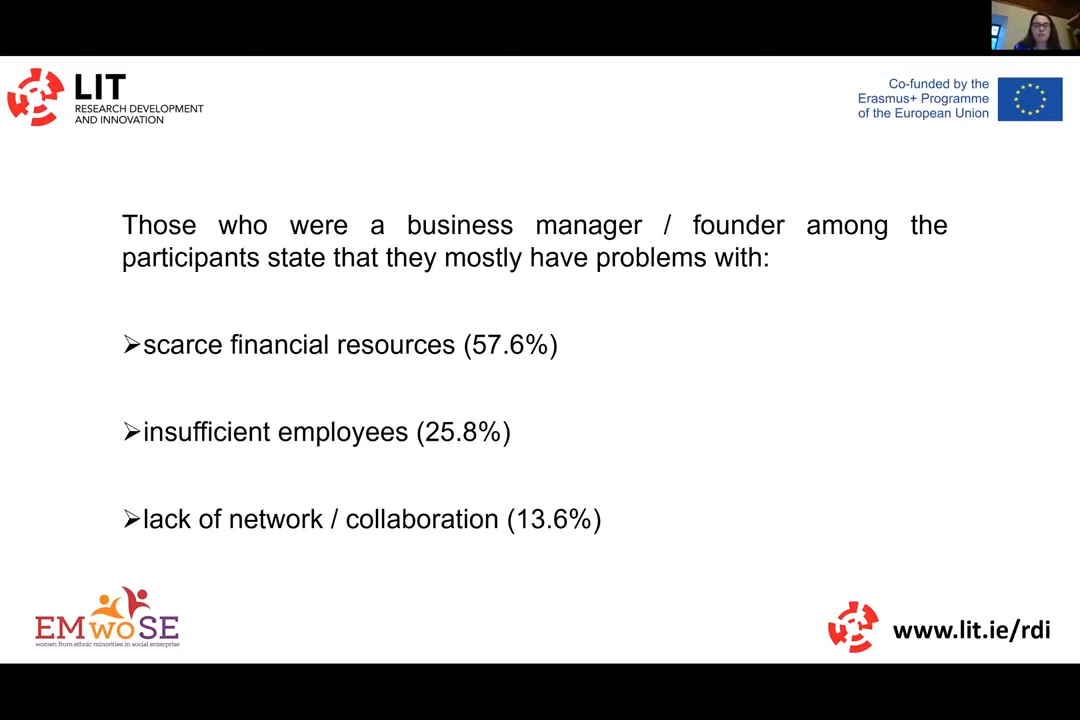 LIT
RESEARCH DEVELOPMENT
AND INNOVATION
Co-funded by the
Erasmus+ Programme
of the European Union
Those who were a business manager / founder among the
participants state that they mostly have problems with:
➢scarce financial resources (57.6%)
➢insufficient employees (25.8%)
➢lack of network / collaboration (13.6%)
EMwoSE
women from ethnic minorities in social enterprise
www.lit.ie/rdi